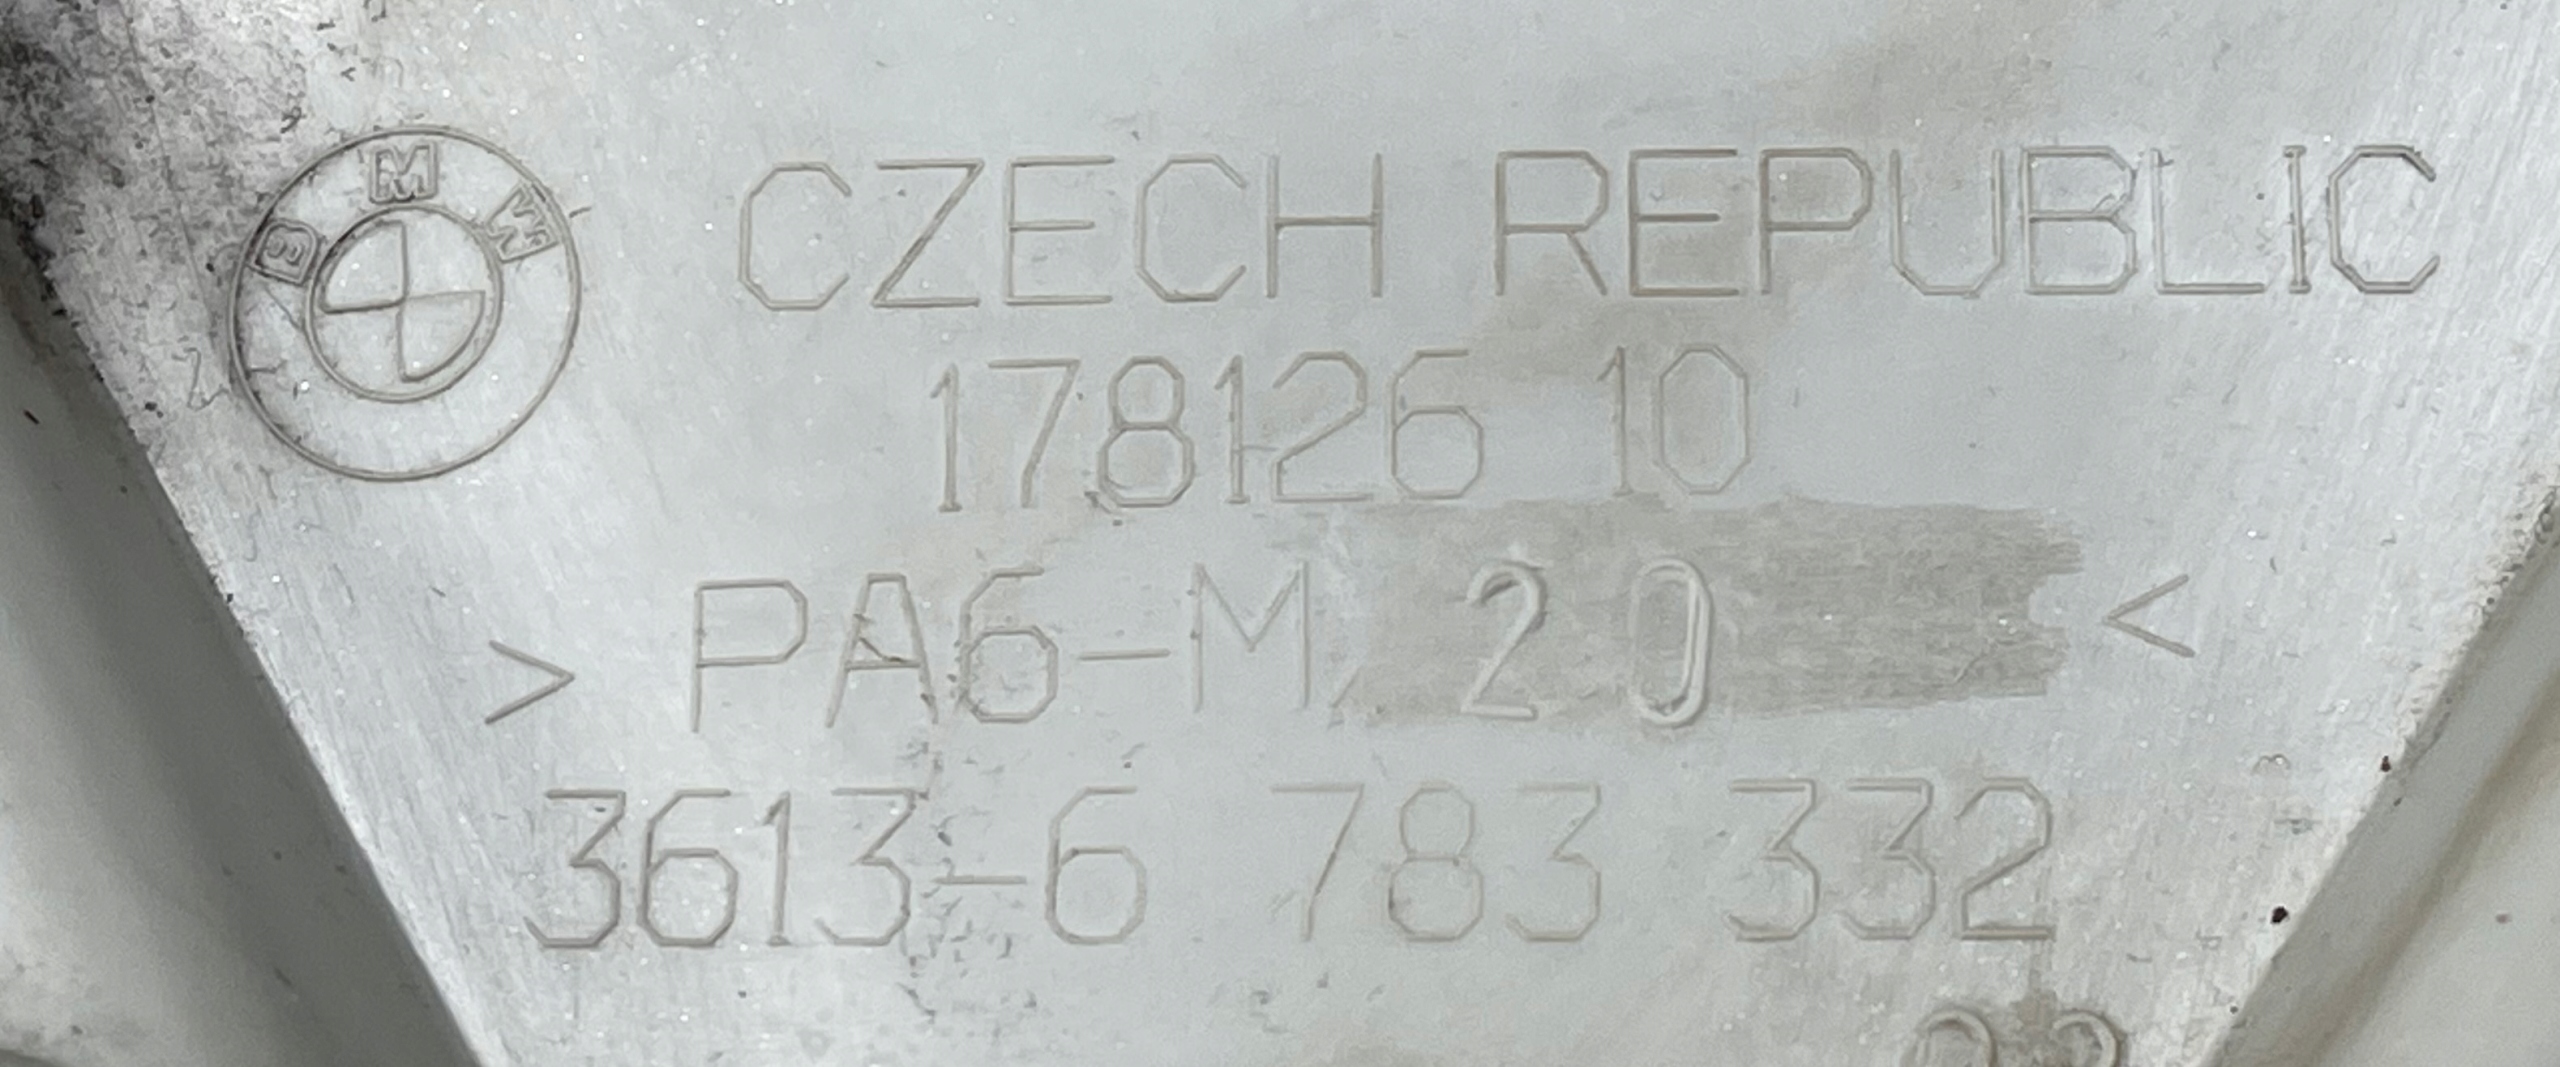 BMW
CZECH REPUBLIC
178126 10
> PA6-M 20 <
3613-6 783 332